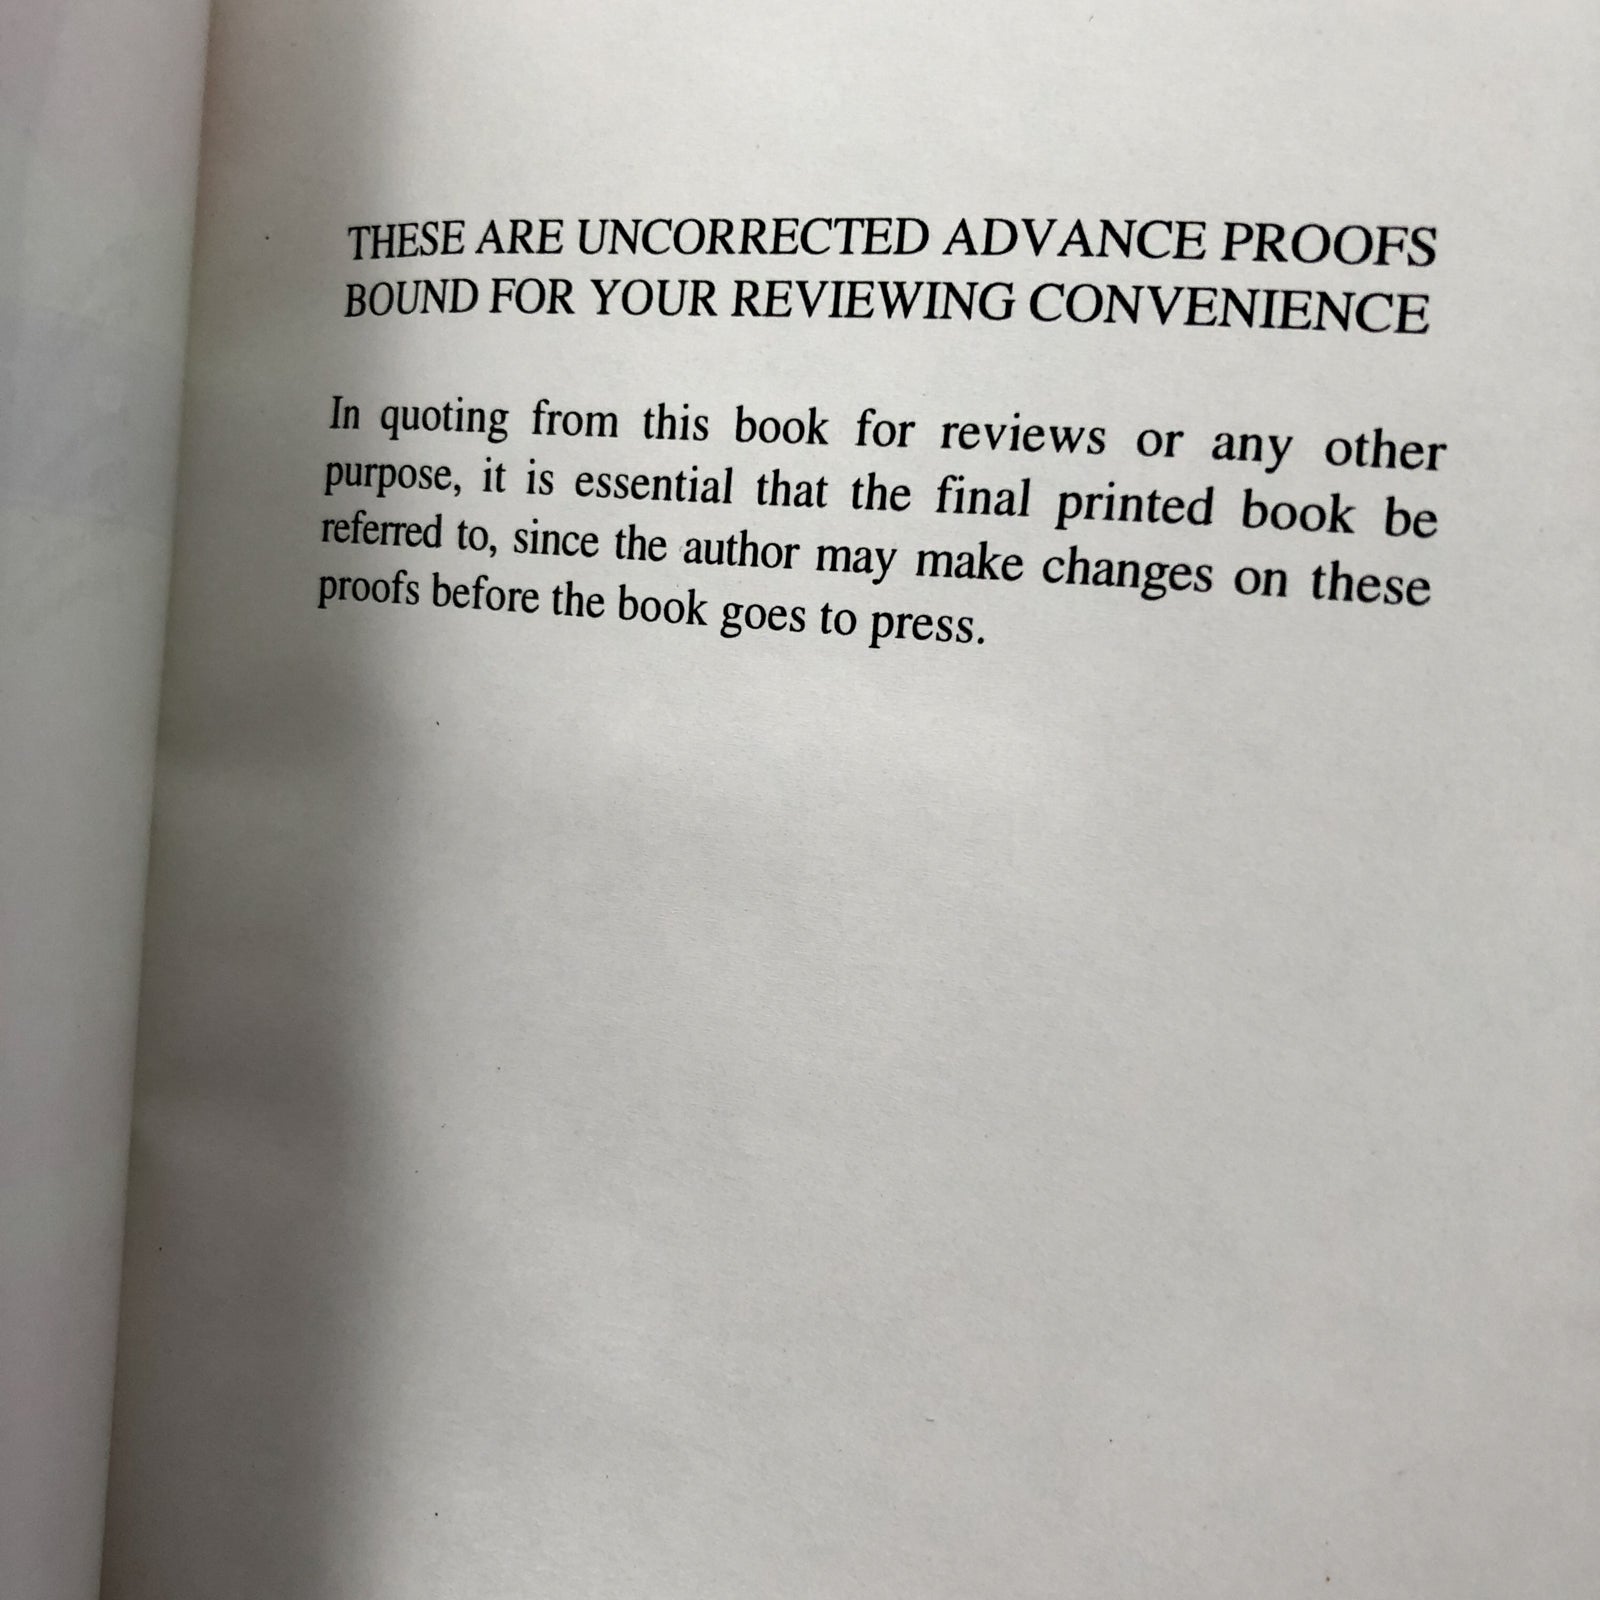 THESE ARE UNCORRECTED ADVANCE PROOFS
BOUND FOR YOUR REVIEWING CONVENIENCE
In quoting from this book for reviews or any other
purpose, it is essential that the final printed book be
referred to, since the author may make changes on these
proofs before the book goes to press.